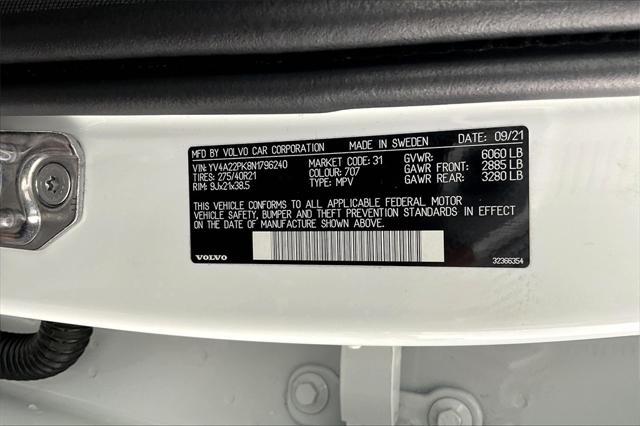 MFD BY VOLVO CAR CORPORATION MADE IN SWEDEN DATE: 09/21
VIN: YV4A22PK8N1796240 MARKET CODE: 31 GVWR: 6060 LB
TIRES: 275/40R21 COLOUR: 707 GAWR FRONT: 2885 LB
RIM: 9Jx21x38.5 TYPE: MPV GAWR REAR: 3280 LB
THIS VEHICLE CONFORMS TO ALL APPLICABLE FEDERAL MOTOR
VEHICLE SAFETY, BUMPER AND THEFT PREVENTION STANDARDS IN EFFECT
ON THE DATE OF MANUFACTURE SHOWN ABOVE.
VOLVO 32366354